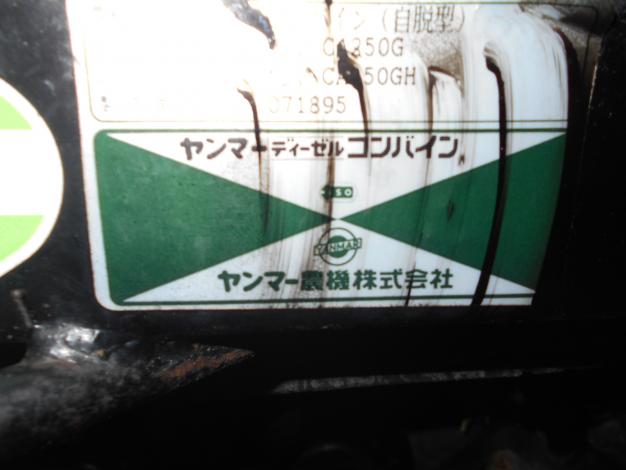 イン（自脱型）
CA350G
CA350GH
071895
ヤンマーディーゼルコンバイン
ISO
YANMAR
ヤンマー農機株式会社